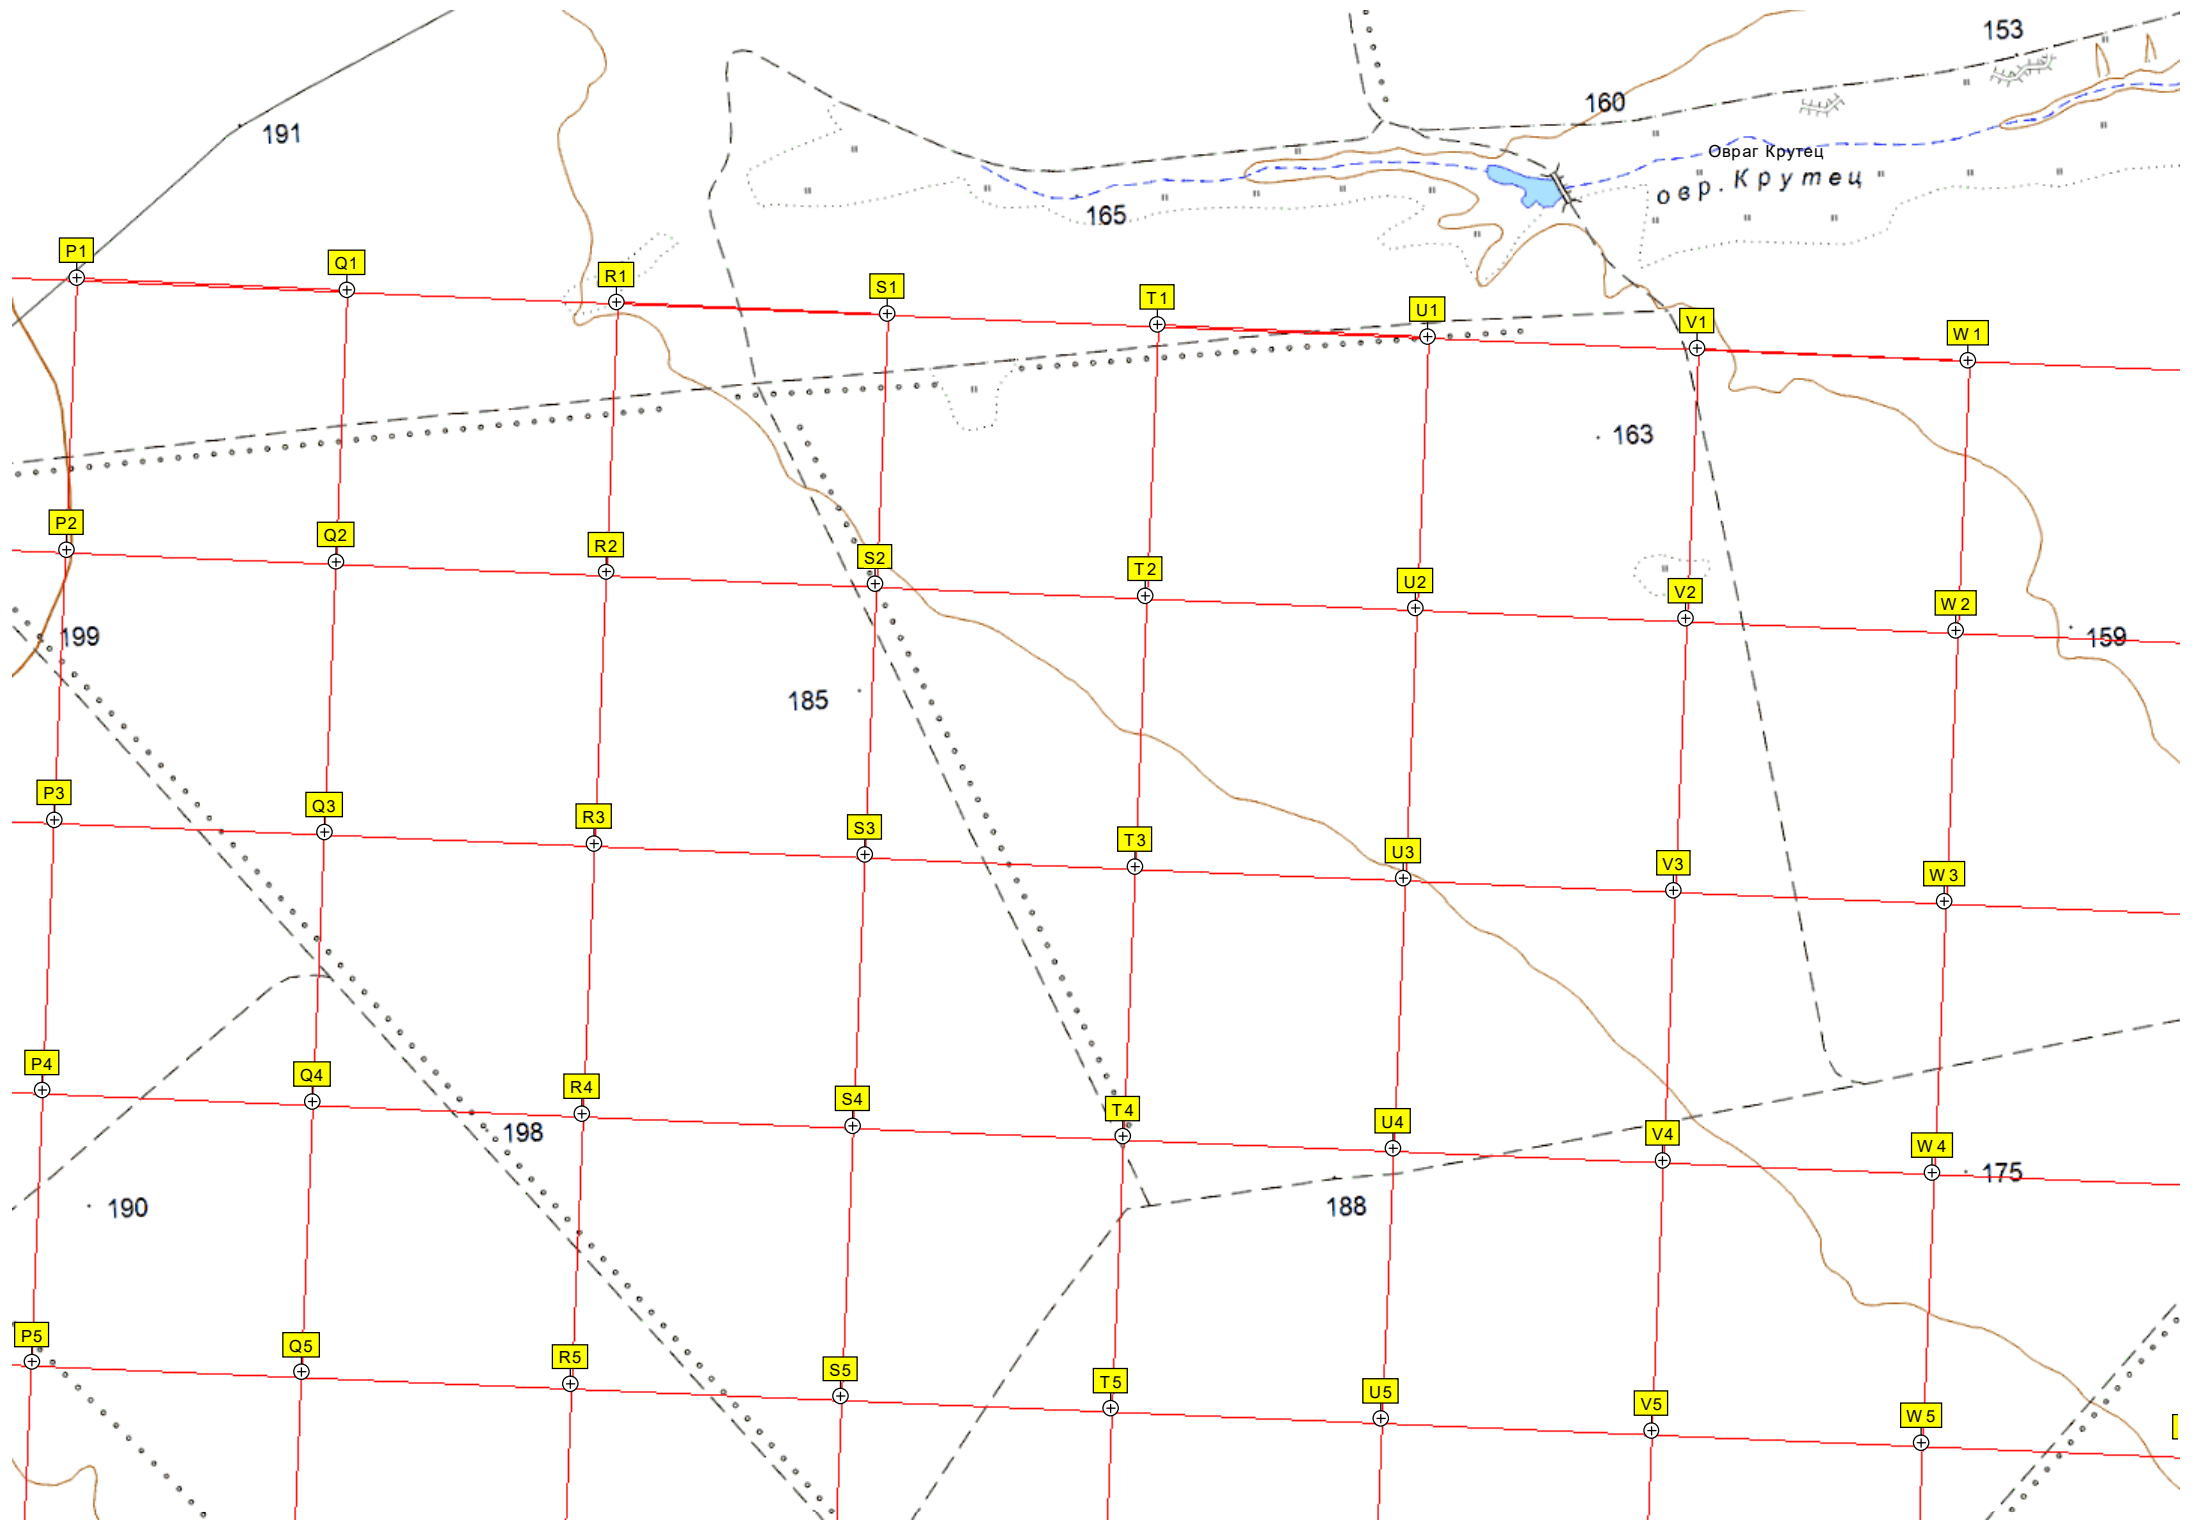 153
160
191
Овраг Крутец
овр. Крутец
165
P1
Q1
R1
S1
T1
U1
V1
W1
163
P2
Q2
R2
S2
T2
U2
V2
W2
199
159
185
P3
Q3
R3
S3
T3
U3
V3
W3
P4
Q4
R4
S4
T4
U4
V4
W4
198
175
190
188
P5
Q5
R5
S5
T5
U5
V5
W5